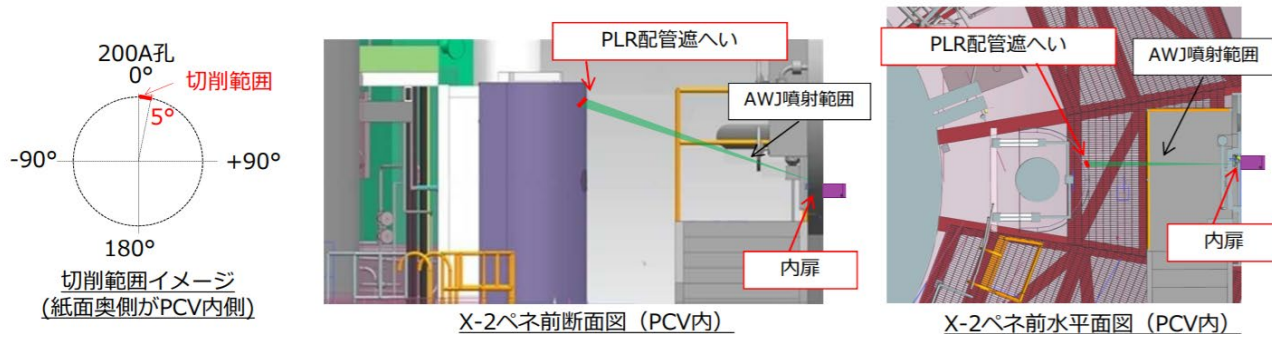 200A孔
0°
切削範囲
5°
-90°
+90°
180°
切削範囲イメージ
(紙面奥側がPCV内側)
PLR配管遮へい
AWJ噴射範囲
内扉
X-2ペネ前断面図（PCV内）
PLR配管遮へい
AWJ噴射範囲
内扉
X-2ペネ前水平面図（PCV内）